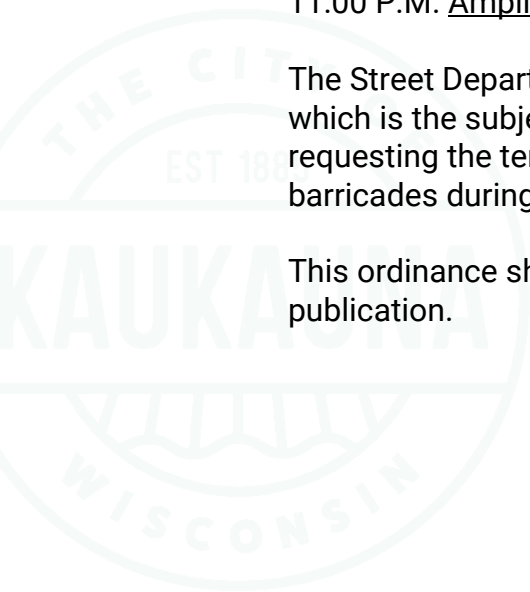 11:00 P.M. Ampli
The Street Depart
which is the subje
requesting the te
barricades during
This ordinance sh
publication.
THE CITY
EST 1885
KAUKAUNA
WISCONSIN